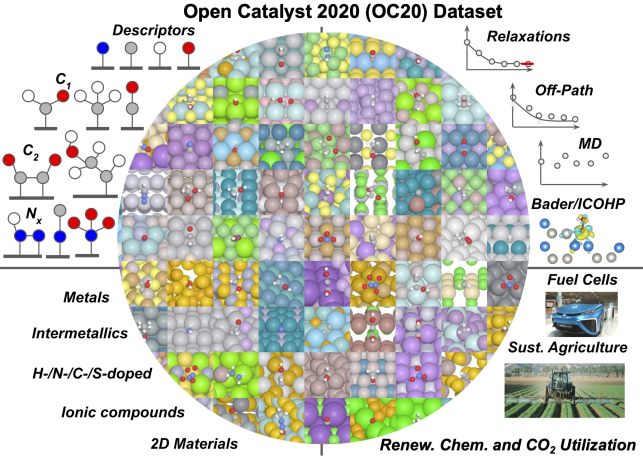 Open Catalyst 2020 (OC20) Dataset
Descriptors
C1
C2
Nx
Relaxations
Off-Path
MD
Bader/ICOHP
Metals
Intermetallics
H-/N-/C-/S-doped
Ionic compounds
2D Materials
Fuel Cells
Sust. Agriculture
Renew. Chem. and CO2 Utilization